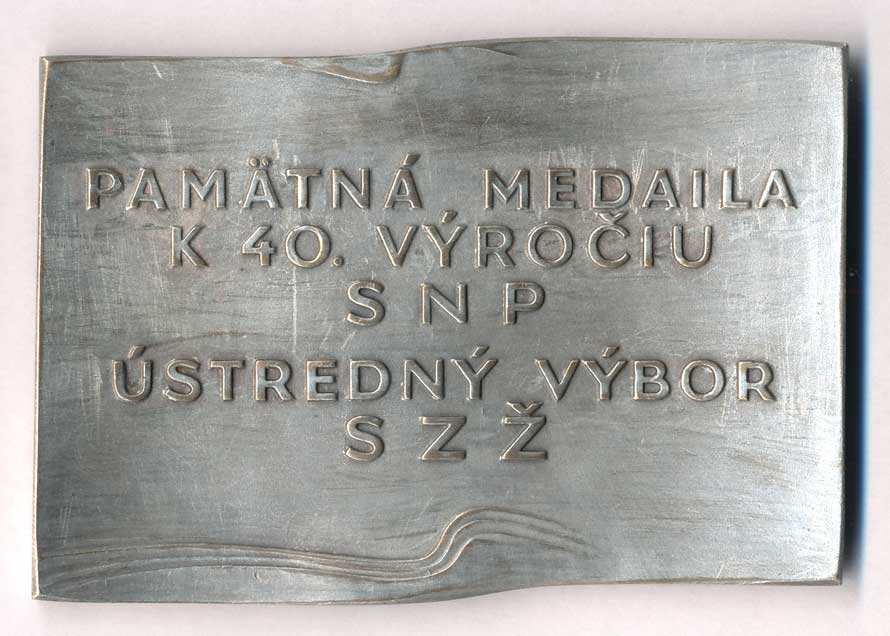 PAMÄTNÁ MEDAILA
K 40. VÝROČIU
SNP
ÚSTREDNÝ VÝBOR
SZŽ